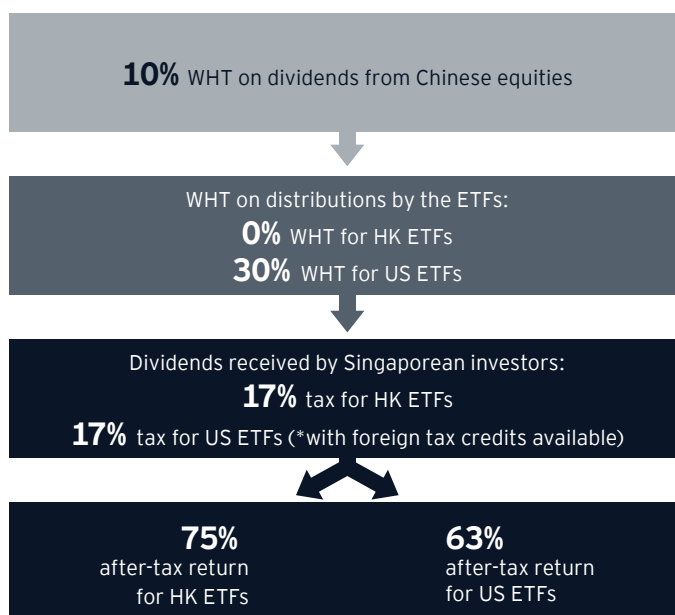 10% WHT on dividends from Chinese equities
WHT on distributions by the ETFs:
0% WHT for HK ETFs
30% WHT for US ETFs
Dividends received by Singaporean investors:
17% tax for HK ETFs
17% tax for US ETFs (*with foreign tax credits available)
75%
after-tax return
for HK ETFs
63%
after-tax return
for US ETFs